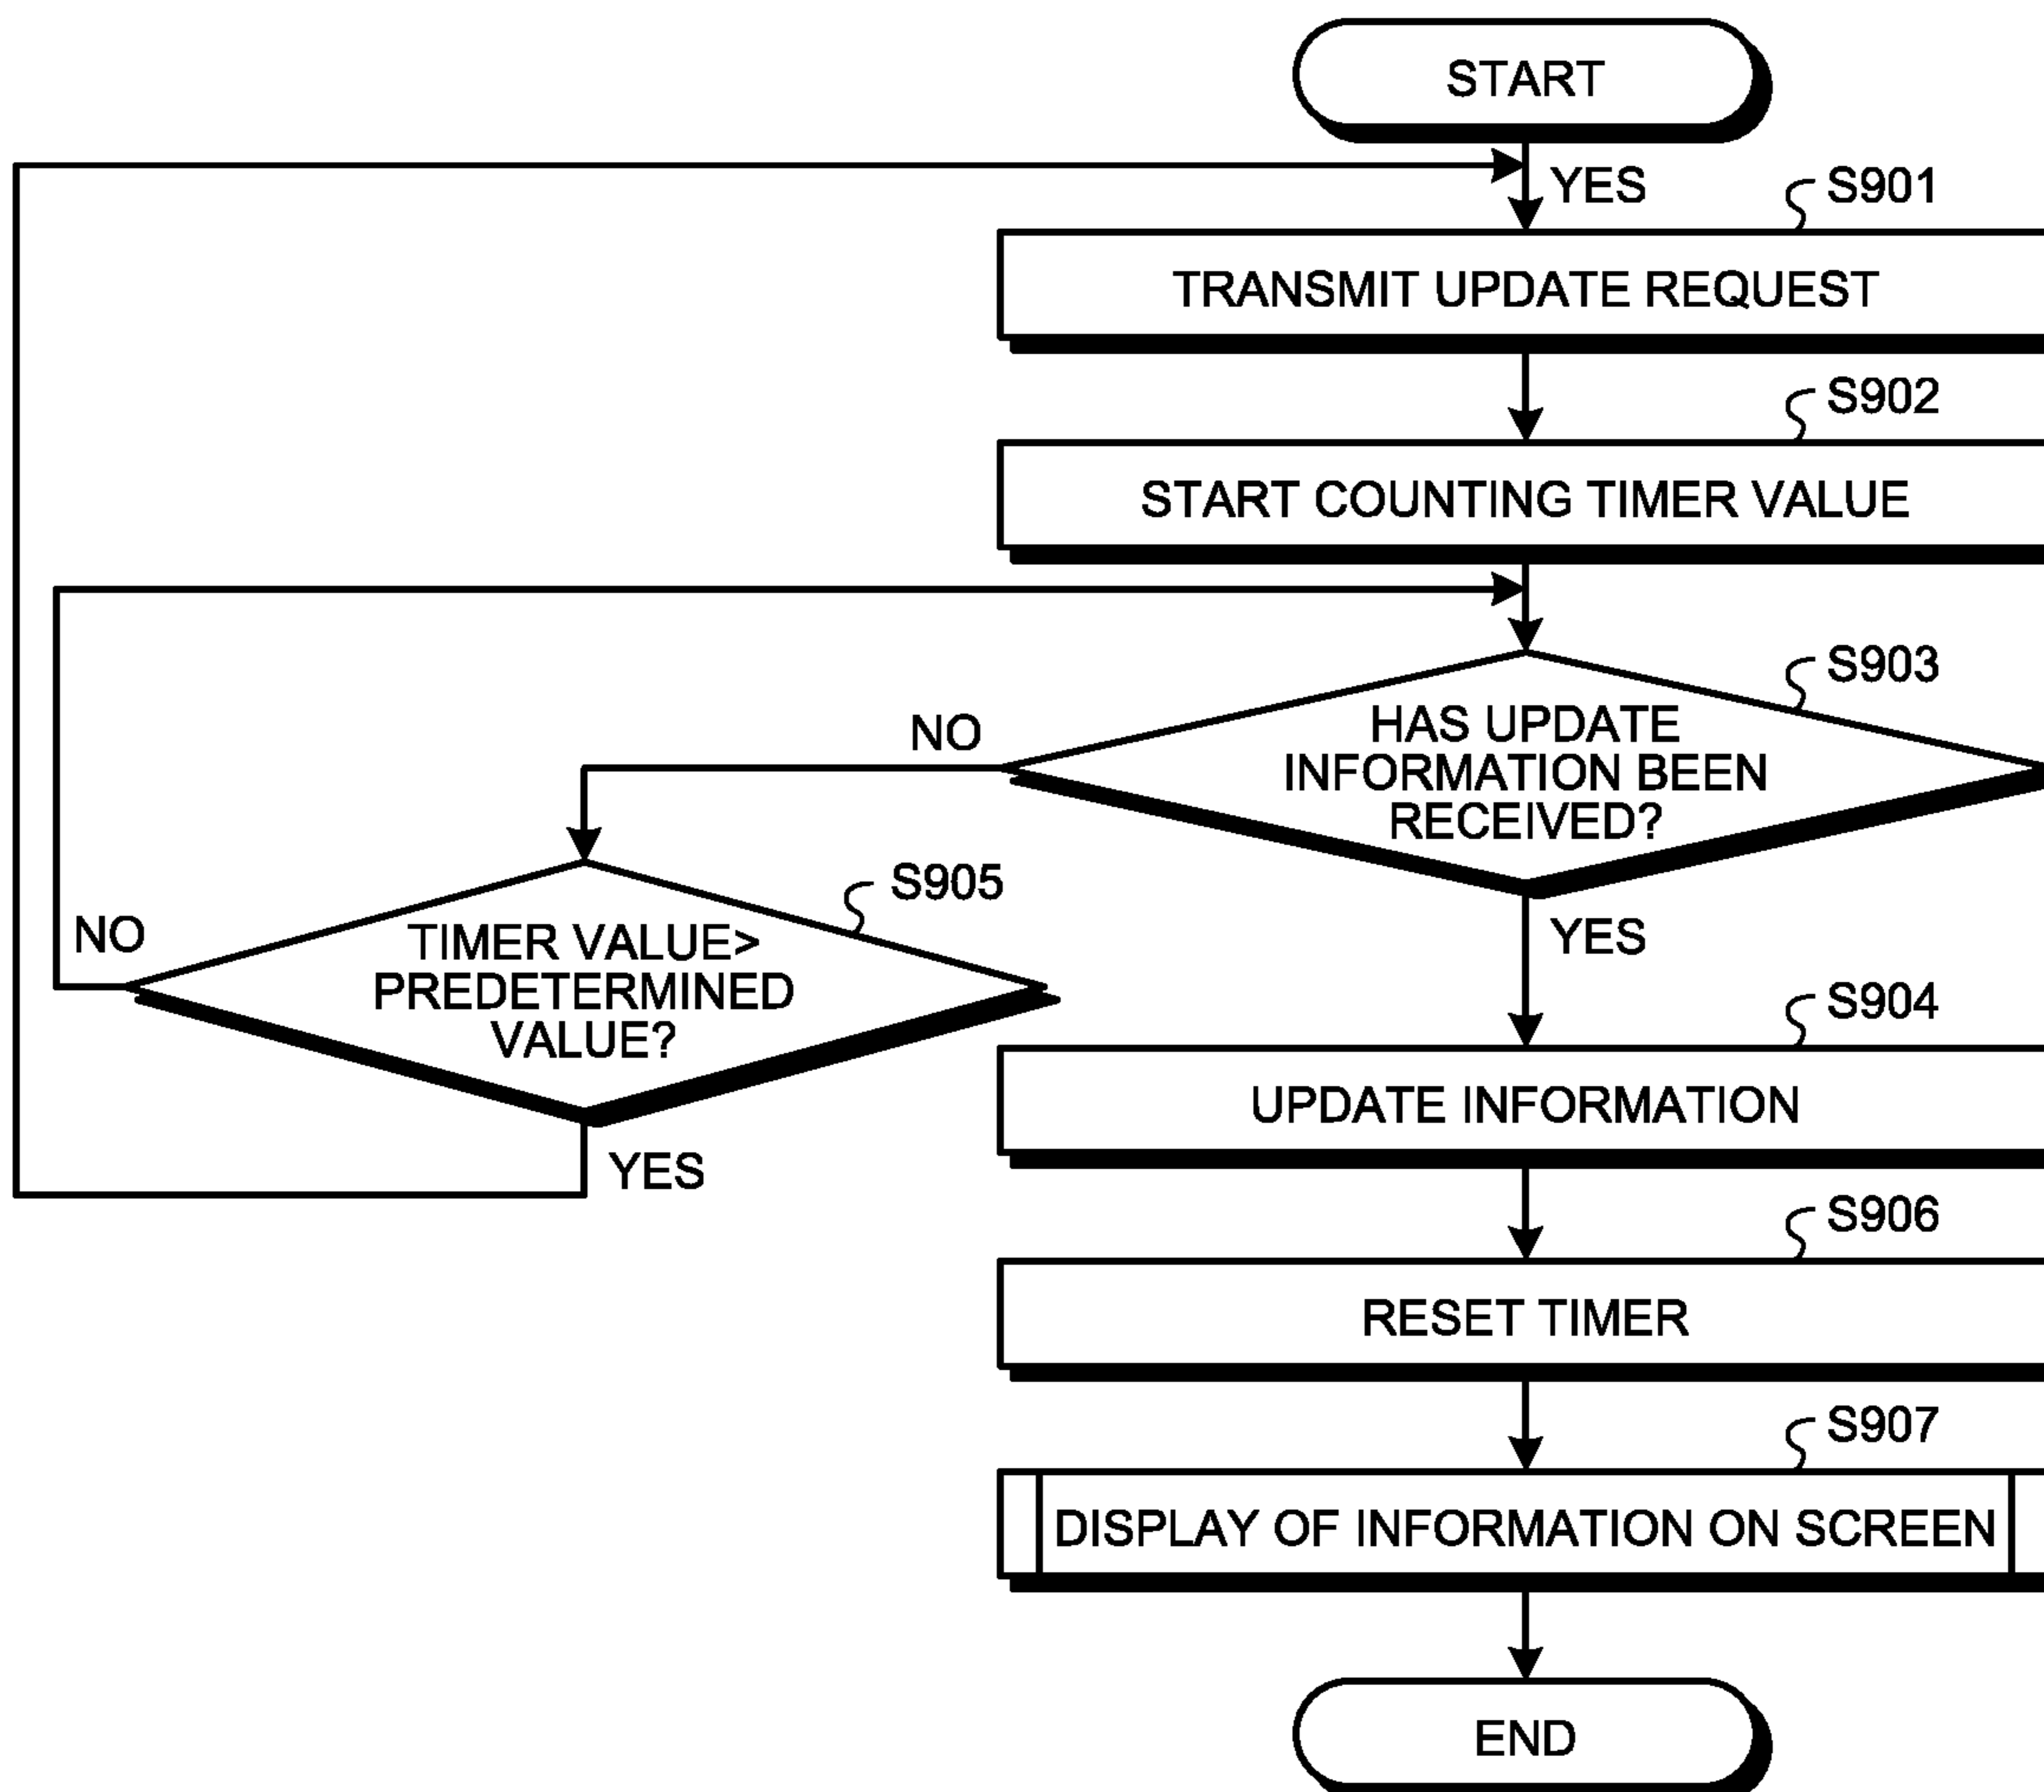 START
YES
S901
TRANSMIT UPDATE REQUEST
S902
START COUNTING TIMER VALUE
S903
HAS UPDATE
INFORMATION BEEN
RECEIVED?
NO
YES
S905
TIMER VALUE>
PREDETERMINED
VALUE?
NO
YES
S904
UPDATE INFORMATION
S906
RESET TIMER
S907
DISPLAY OF INFORMATION ON SCREEN
END